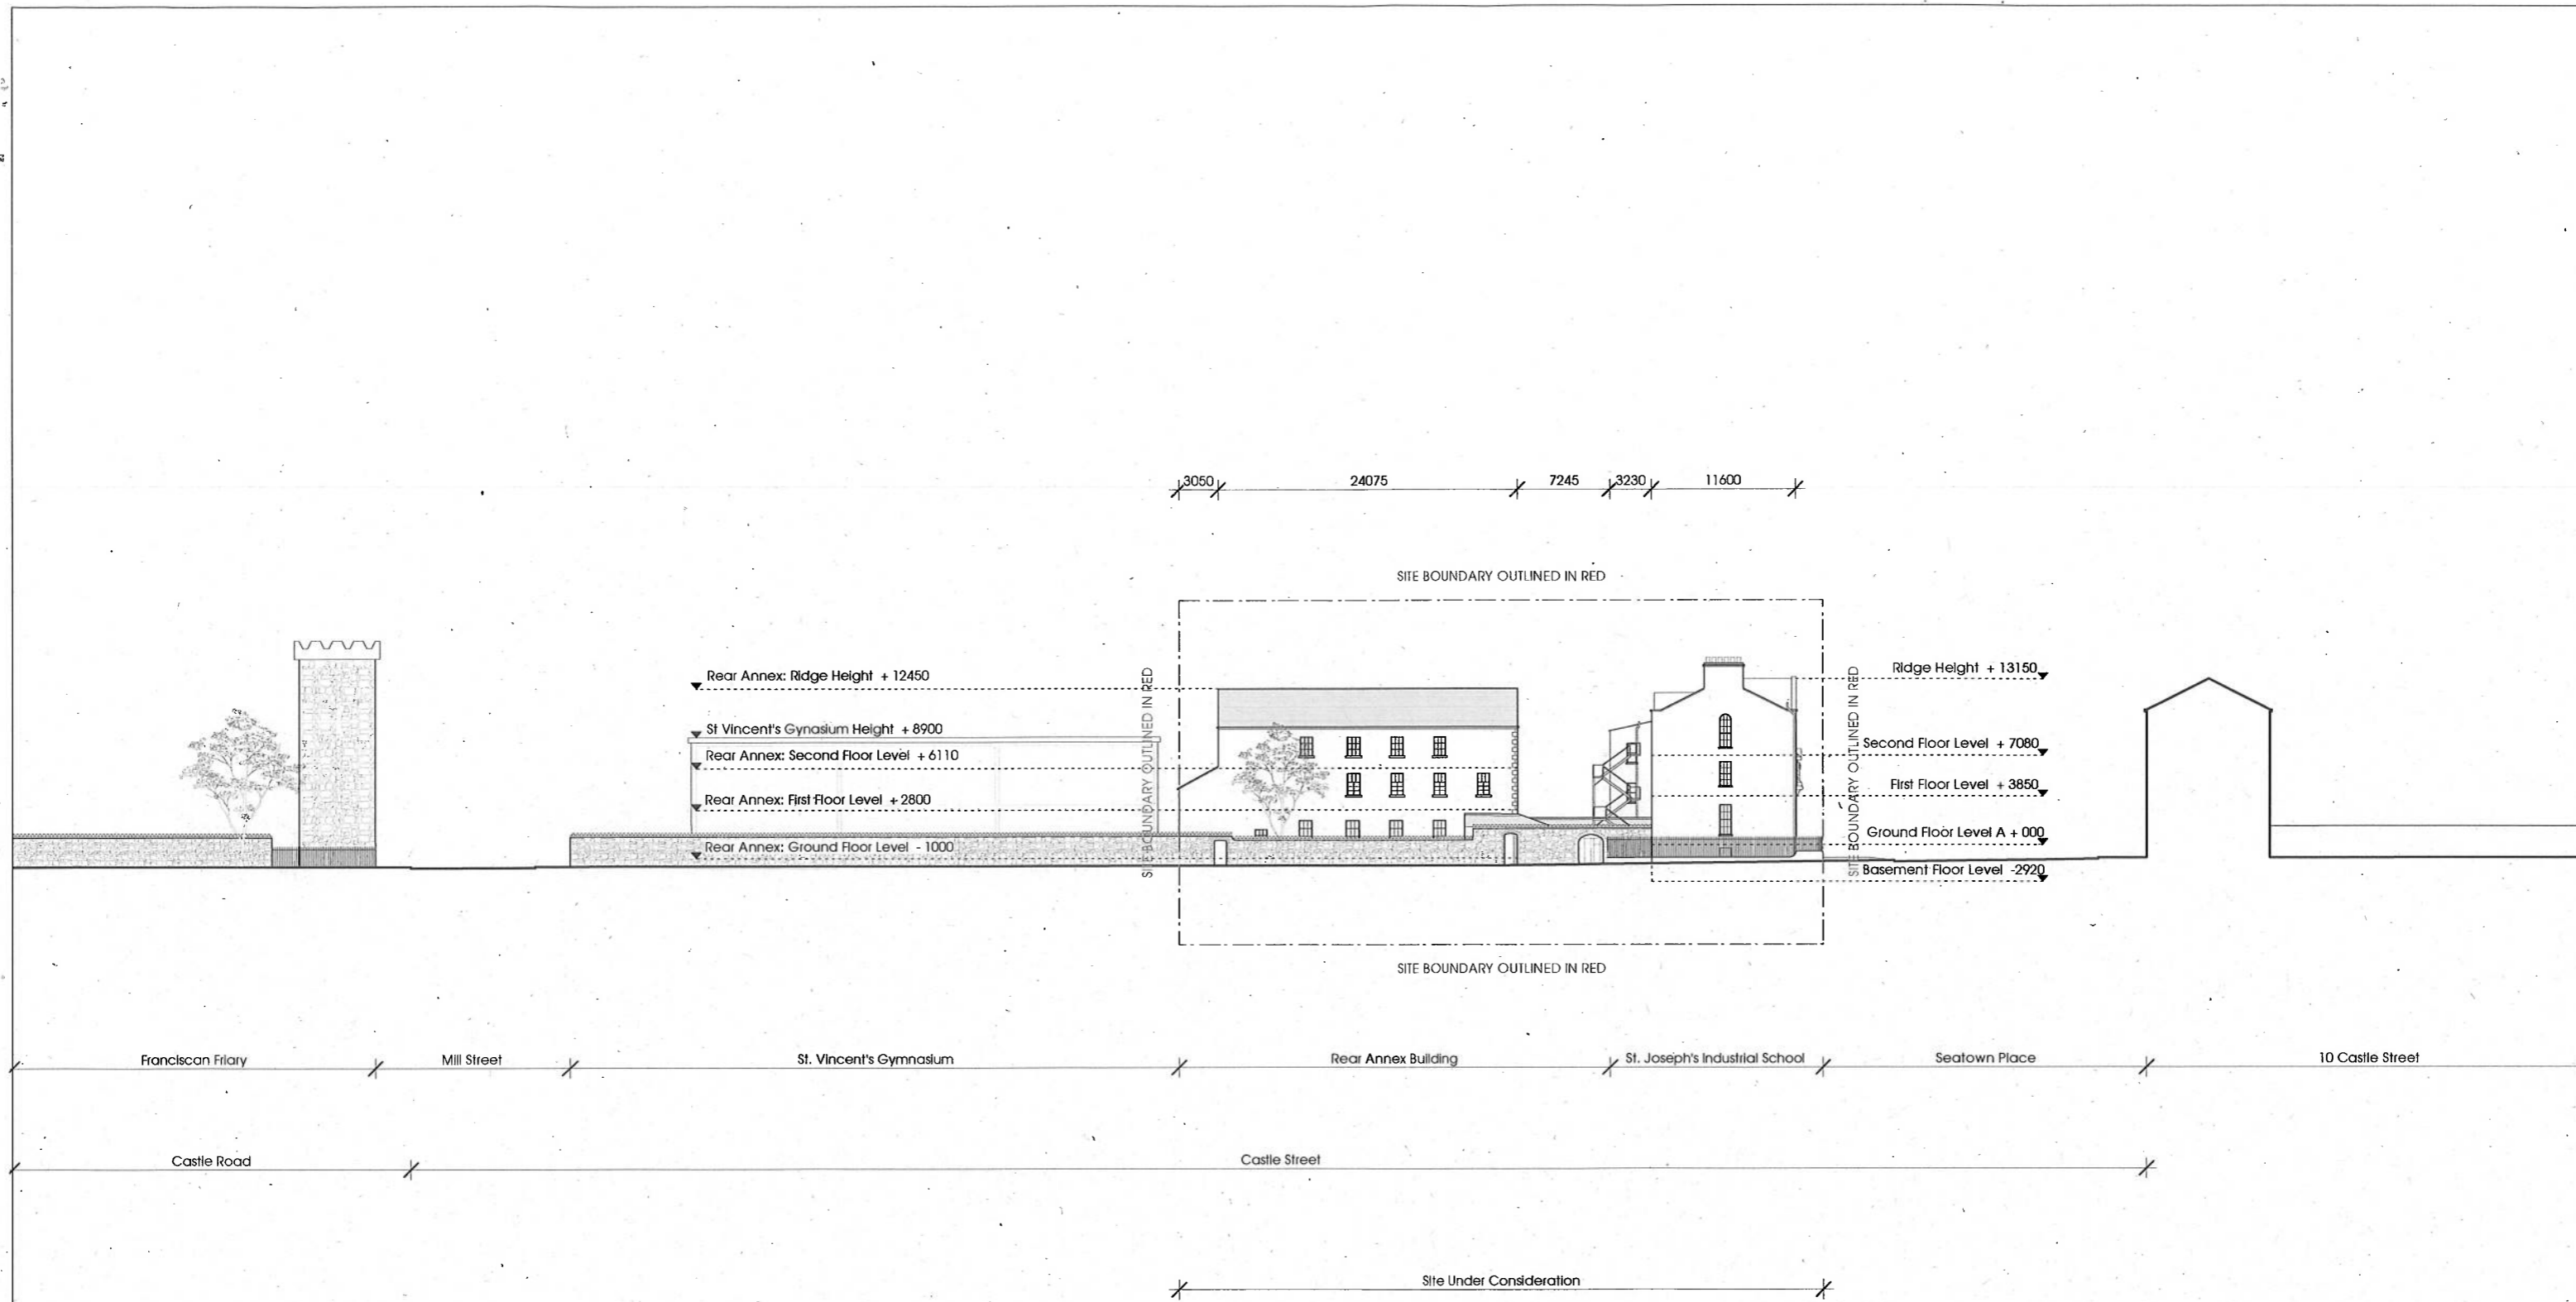 3050 24075 7245 3230 11600
SITE BOUNDARY OUTLINED IN RED
SITE BOUNDARY OUTLINED IN RED
SITE BOUNDARY OUTLINED IN RED
Rear Annex: Ridge Height + 12450
St Vincent's Gynasium Height + 8900
Rear Annex: Second Floor Level + 6110
Rear Annex: First Floor Level + 2800
Rear Annex: Ground Floor Level - 1000
Ridge Height + 13150
Second Floor Level + 7080
First Floor Level + 3850
Ground Floor Level A + 000
Basement Floor Level -2920
SITE BOUNDARY OUTLINED IN RED
Franciscan Friary Mill Street St. Vincent's Gymnasium Rear Annex Building St. Joseph's Industrial School Seatown Place 10 Castle Street
Castle Road Castle Street
Site Under Consideration